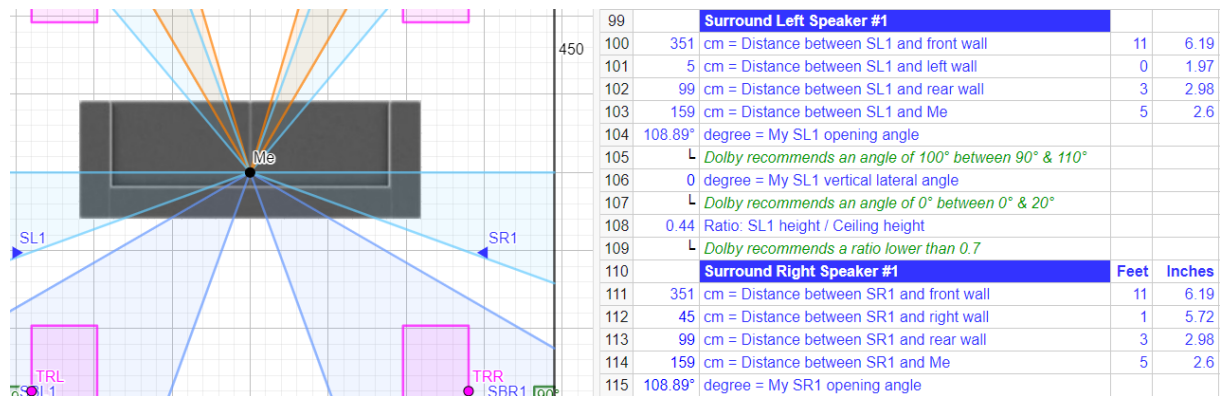 450
Me
SL1
SR1
TRL
TRR
SBR1
90°
99 Surround Left Speaker #1
100 351 cm = Distance between SL1 and front wall 11 6.19
101 5 cm = Distance between SL1 and left wall 0 1.97
102 99 cm = Distance between SL1 and rear wall 3 2.98
103 159 cm = Distance between SL1 and Me 5 2.6
104 108.89° degree = My SL1 opening angle
105 ┗ Dolby recommends an angle of 100° between 90° & 110°
106 0 degree = My SL1 vertical lateral angle
107 ┗ Dolby recommends an angle of 0° between 0° & 20°
108 0.44 Ratio: SL1 height / Ceiling height
109 ┗ Dolby recommends a ratio lower than 0.7
110 Surround Right Speaker #1 Feet Inches
111 351 cm = Distance between SR1 and front wall 11 6.19
112 45 cm = Distance between SR1 and right wall 1 5.72
113 99 cm = Distance between SR1 and rear wall 3 2.98
114 159 cm = Distance between SR1 and Me 5 2.6
115 108.89° degree = My SR1 opening angle